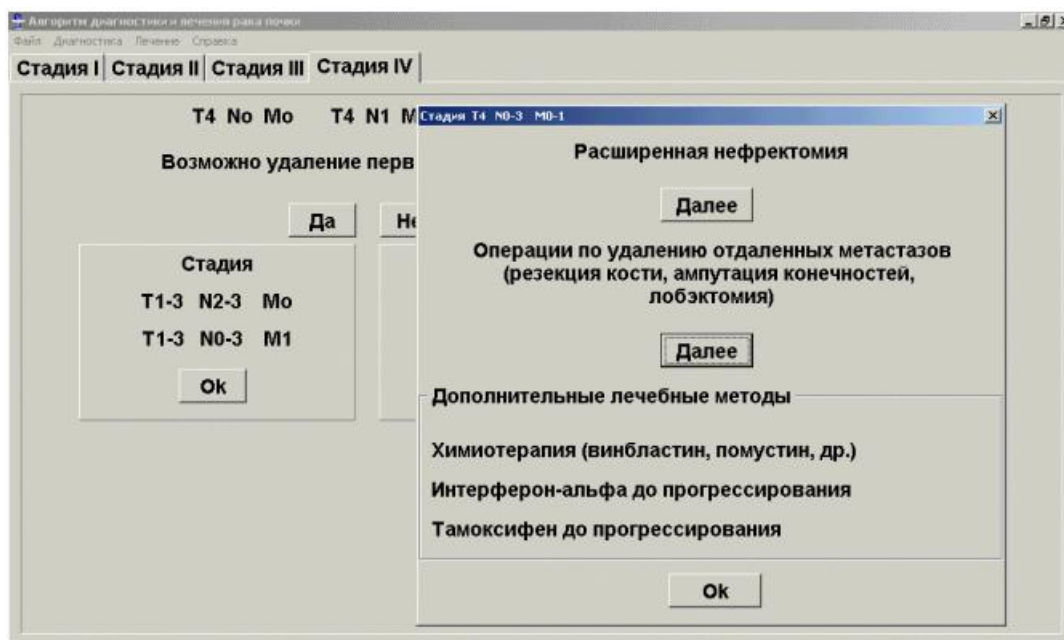 Алгоритм диагностики и лечения рака почки
Файл Диагностика Лечение Справка
Стадия I Стадия II Стадия III Стадия IV
T4 No Mo T4 N1 M
Возможно удаление перв
Да Не
Стадия
T1-3 N2-3 Mo
T1-3 N0-3 M1
Ok
Стадия T4 N0-3 M0-1
Расширенная нефректомия
Далее
Операции по удалению отдаленных метастазов
(резекция кости, ампутация конечностей,
лобэктомия)
Далее
Дополнительные лечебные методы
Химиотерапия (винбластин, помустин, др.)
Интерферон-альфа до прогрессирования
Тамоксифен до прогрессирования
Ok